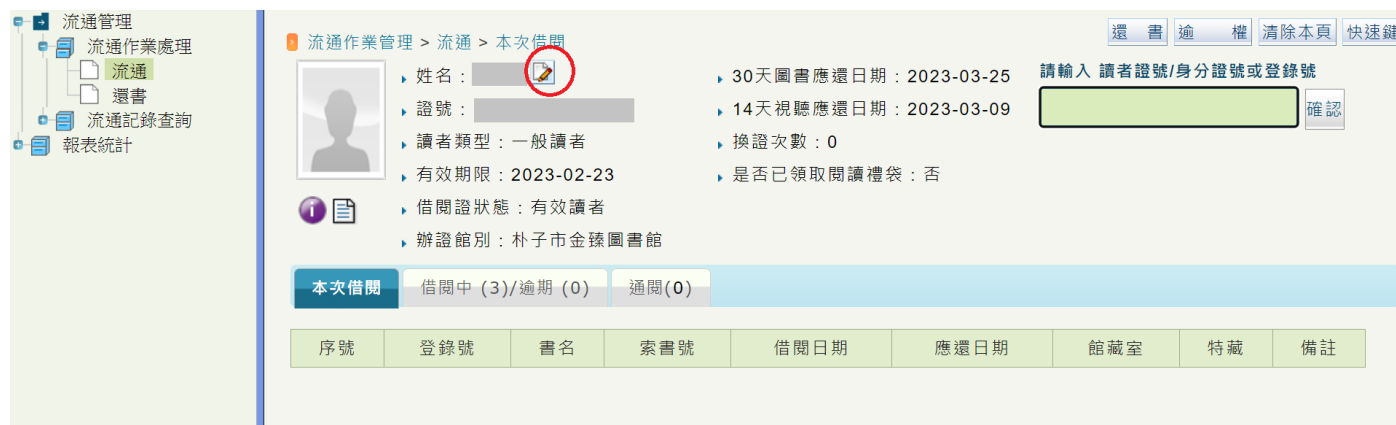 流通管理
流通作業處理
流通
還書
流通記錄查詢
報表統計
流通作業管理 > 流通 > 本次借閱
還 書 逾 權 清除本頁 快速鍵
姓名：
證號：
讀者類型：一般讀者
有效期限：2023-02-23
借閱證狀態：有效讀者
辦證館別：朴子市金臻圖書館
30天圖書應還日期：2023-03-25
14天視聽應還日期：2023-03-09
換證次數：0
是否已領取閱讀禮袋：否
請輸入 讀者證號/身分證號或登錄號
確認
本次借閱 借閱中 (3)/逾期 (0) 通閱(0)
序號 登錄號 書名 索書號 借閱日期 應還日期 館藏室 特藏 備註